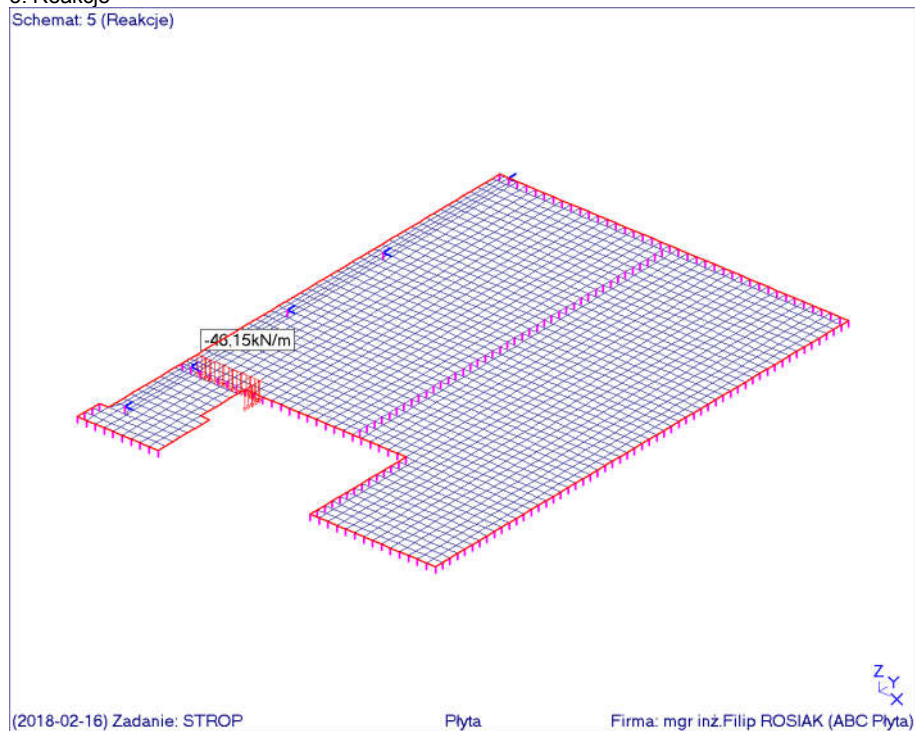 Schemat: 5 (Reakcje)
-46,15kN/m
Z
Y
X
(2018-02-16) Zadanie: STROP Płyta Firma: mgr inż.Filip ROSIAK (ABC Płyta)